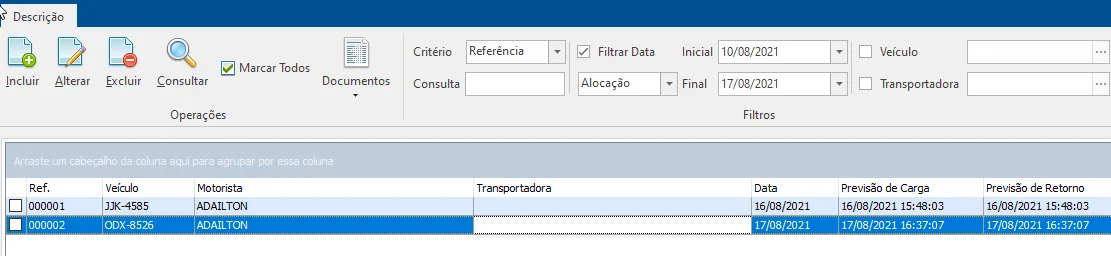 Descrição
Incluir Alterar Excluir Consultar Marcar Todos Documentos
Operações
Critério Referência Filtrar Data Inicial 10/08/2021 Veículo ...
Consulta Alocação Final 17/08/2021 Transportadora ...
Filtros
Arraste um cabeçalho da coluna aqui para agrupar por essa coluna
Ref. Veículo Motorista Transportadora Data Previsão de Carga Previsão de Retorno
000001 JJK-4585 ADAILTON 16/08/2021 16/08/2021 15:48:03 16/08/2021 15:48:03
000002 ODX-8526 ADAILTON 17/08/2021 17/08/2021 16:37:07 17/08/2021 16:37:07